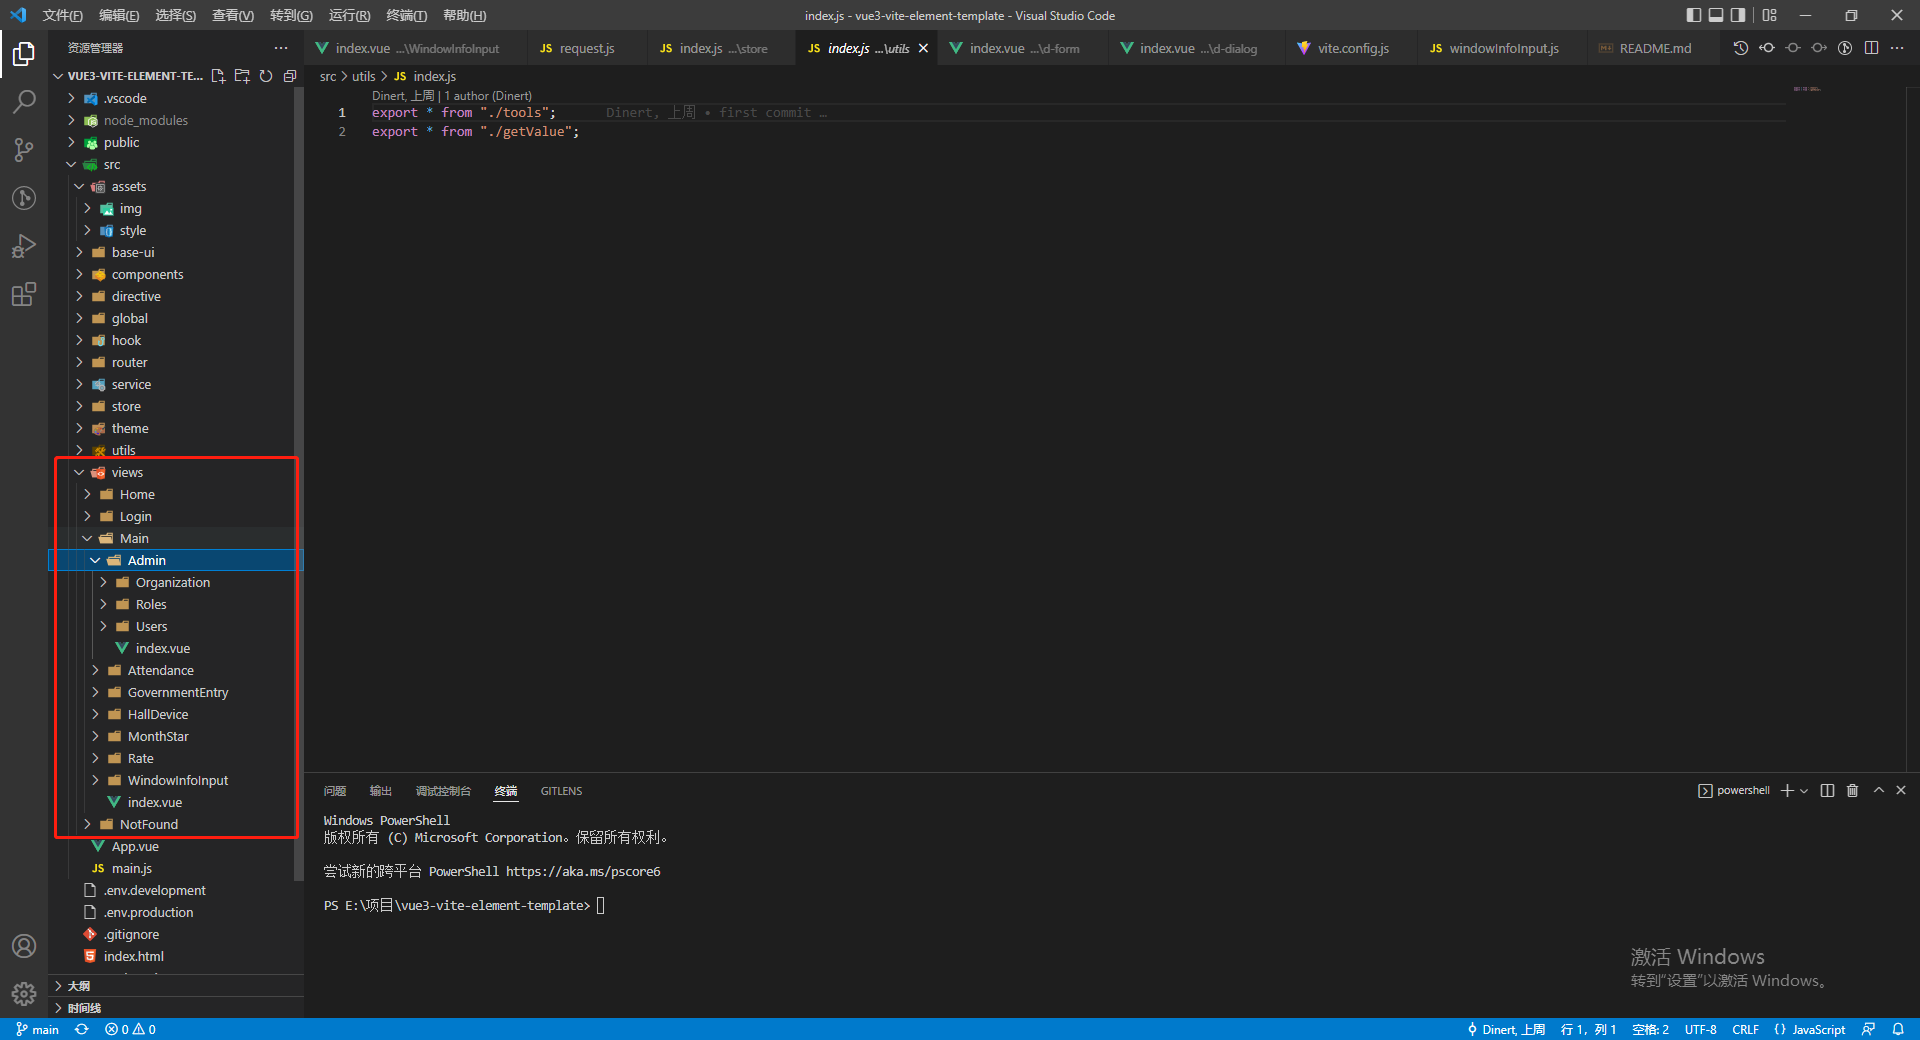 文件(F) 编辑(E) 选择(S) 查看(V) 转到(G) 运行(R) 终端(T) 帮助(H) index.js - vue3-vite-element-template - Visual Studio Code
资源管理器
index.vue ...\WindowInfoInput request.js index.js ...\store index.js ...\utils index.vue ...\d-form index.vue ...\d-dialog vite.config.js windowInfoInput.js README.md
VUE3-VITE-ELEMENT-TE...
src > utils > JS index.js
.vscode
node_modules
public
src
assets
img
style
base-ui
components
directive
global
hook
router
service
store
theme
utils
views
Home
Login
Main
Admin
Organization
Roles
Users
index.vue
Attendance
GovernmentEntry
HallDevice
MonthStar
Rate
WindowInfoInput
index.vue
NotFound
App.vue
JS main.js
.env.development
.env.production
.gitignore
index.html
大纲
时间线
Dinert, 上周 | 1 author (Dinert)
1 export * from "./tools"; Dinert, 上周 • first commit …
2 export * from "./getValue";
问题 输出 调试控制台 终端 GITLENS powershell
Windows PowerShell
版权所有 (C) Microsoft Corporation。保留所有权利。
尝试新的跨平台 PowerShell https://aka.ms/pscore6
PS E:\项目\vue3-vite-element-template>
激活 Windows
转到“设置”以激活 Windows。
main 0 0 Dinert, 上周 行 1，列 1 空格: 2 UTF-8 CRLF {} JavaScript